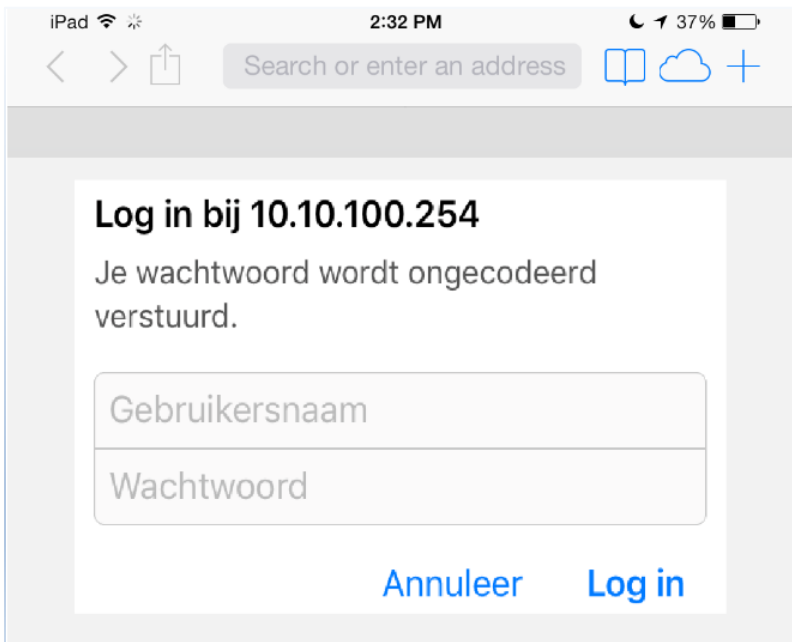 iPad 2:32 PM 37%
Search or enter an address
Log in bij 10.10.100.254
Je wachtwoord wordt ongecodeerd
verstuurd.
Gebruikersnaam
Wachtwoord
Annuleer Log in